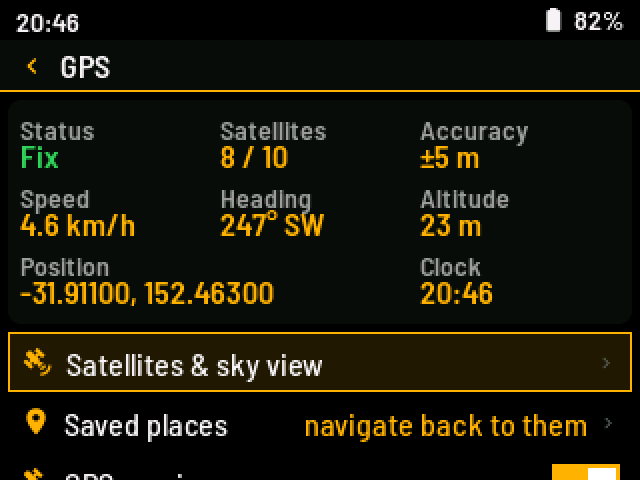 20:46 82%
GPS
Status Satellites Accuracy
Fix 8 / 10 ±5 m
Speed Heading Altitude
4.6 km/h 247° SW 23 m
Position Clock
-31.91100, 152.46300 20:46
Satellites & sky view
Saved places navigate back to them
GPS